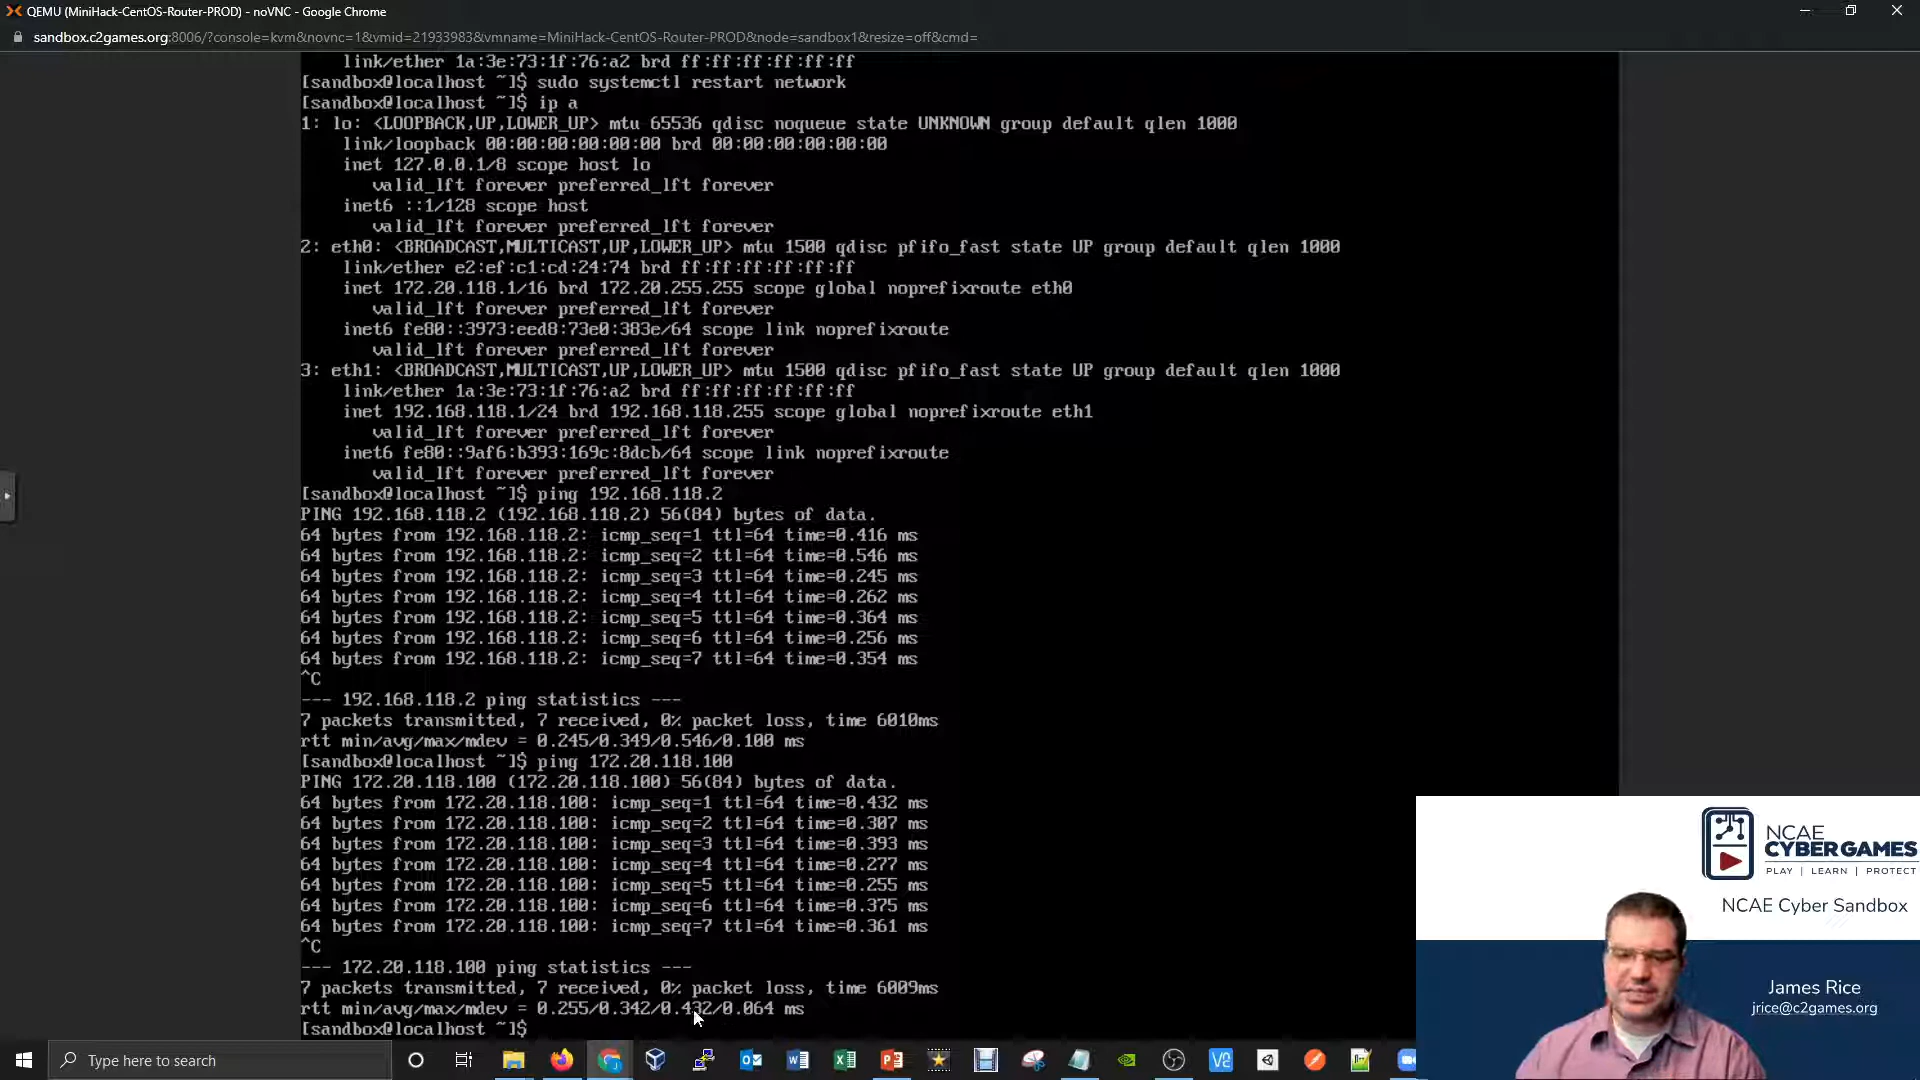 QEMU (MiniHack-CentOS-Router-PROD) - noVNC - Google Chrome
sandbox.c2games.org:8006/?console=kvm&novnc=1&vmid=21933983&vmname=MiniHack-CentOS-Router-PROD&node=sandbox1&resize=off&cmd=
link/ether 1a:3e:73:1f:76:a2 brd ff:ff:ff:ff:ff:ff
[sandbox@localhost ~]$ sudo systemctl restart network
[sandbox@localhost ~]$ ip a
1: lo: <LOOPBACK,UP,LOWER_UP> mtu 65536 qdisc noqueue state UNKNOWN group default qlen 1000
link/loopback 00:00:00:00:00:00 brd 00:00:00:00:00:00
inet 127.0.0.1/8 scope host lo
valid_lft forever preferred_lft forever
inet6 ::1/128 scope host
valid_lft forever preferred_lft forever
2: eth0: <BROADCAST,MULTICAST,UP,LOWER_UP> mtu 1500 qdisc pfifo_fast state UP group default qlen 1000
link/ether e2:ef:c1:cd:24:74 brd ff:ff:ff:ff:ff:ff
inet 172.20.118.1/16 brd 172.20.255.255 scope global noprefixroute eth0
valid_lft forever preferred_lft forever
inet6 fe80::3973:eed8:73e0:383e/64 scope link noprefixroute
valid_lft forever preferred_lft forever
3: eth1: <BROADCAST,MULTICAST,UP,LOWER_UP> mtu 1500 qdisc pfifo_fast state UP group default qlen 1000
link/ether 1a:3e:73:1f:76:a2 brd ff:ff:ff:ff:ff:ff
inet 192.168.118.1/24 brd 192.168.118.255 scope global noprefixroute eth1
valid_lft forever preferred_lft forever
inet6 fe80::9af6:b393:169c:8dcb/64 scope link noprefixroute
valid_lft forever preferred_lft forever
[sandbox@localhost ~]$ ping 192.168.118.2
PING 192.168.118.2 (192.168.118.2) 56(84) bytes of data.
64 bytes from 192.168.118.2: icmp_seq=1 ttl=64 time=0.416 ms
64 bytes from 192.168.118.2: icmp_seq=2 ttl=64 time=0.546 ms
64 bytes from 192.168.118.2: icmp_seq=3 ttl=64 time=0.245 ms
64 bytes from 192.168.118.2: icmp_seq=4 ttl=64 time=0.262 ms
64 bytes from 192.168.118.2: icmp_seq=5 ttl=64 time=0.364 ms
64 bytes from 192.168.118.2: icmp_seq=6 ttl=64 time=0.256 ms
64 bytes from 192.168.118.2: icmp_seq=7 ttl=64 time=0.354 ms
^C
--- 192.168.118.2 ping statistics ---
7 packets transmitted, 7 received, 0% packet loss, time 6010ms
rtt min/avg/max/mdev = 0.245/0.349/0.546/0.100 ms
[sandbox@localhost ~]$ ping 172.20.118.100
PING 172.20.118.100 (172.20.118.100) 56(84) bytes of data.
64 bytes from 172.20.118.100: icmp_seq=1 ttl=64 time=0.432 ms
64 bytes from 172.20.118.100: icmp_seq=2 ttl=64 time=0.307 ms
64 bytes from 172.20.118.100: icmp_seq=3 ttl=64 time=0.393 ms
64 bytes from 172.20.118.100: icmp_seq=4 ttl=64 time=0.277 ms
64 bytes from 172.20.118.100: icmp_seq=5 ttl=64 time=0.255 ms
64 bytes from 172.20.118.100: icmp_seq=6 ttl=64 time=0.375 ms
64 bytes from 172.20.118.100: icmp_seq=7 ttl=64 time=0.361 ms
^C
--- 172.20.118.100 ping statistics ---
7 packets transmitted, 7 received, 0% packet loss, time 6009ms
rtt min/avg/max/mdev = 0.255/0.342/0.432/0.064 ms
[sandbox@localhost ~]$
NCAE
CYBERGAMES
PLAY | LEARN | PROTECT
NCAE Cyber Sandbox
James Rice
jrice@c2games.org
Type here to search